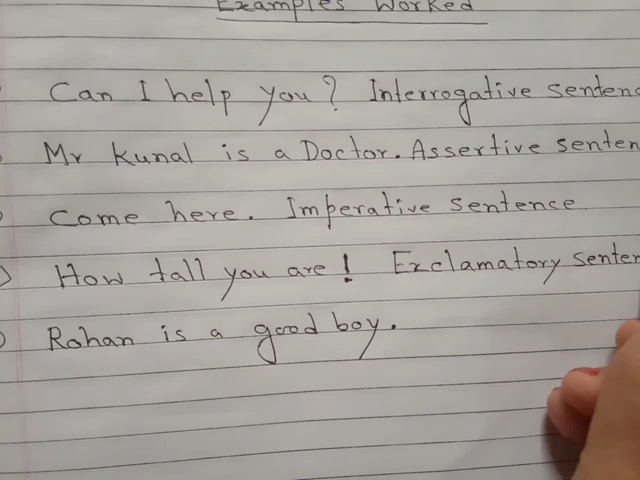 Examples Worked
Can I help you? Interrogative sentenc
Mr Kunal is a Doctor. Assertive senten
Come here. Imperative sentence
How tall you are! Exclamatory senten
Rohan is a good boy.